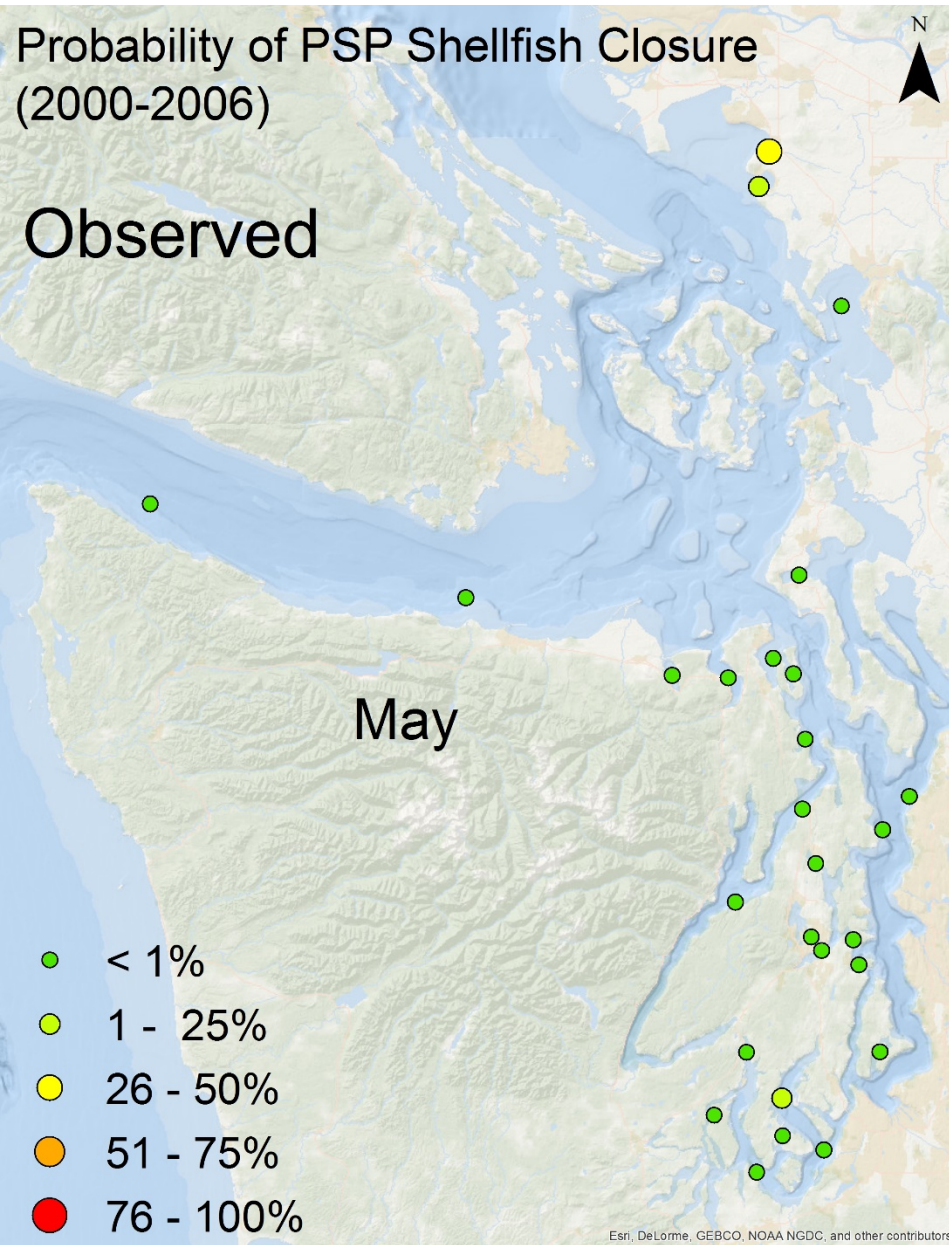 Probability of PSP Shellfish Closure
(2000-2006)
N
Observed
May
< 1%
1 - 25%
26 - 50%
51 - 75%
76 - 100%
Esri, DeLorme, GEBCO, NOAA NGDC, and other contributors